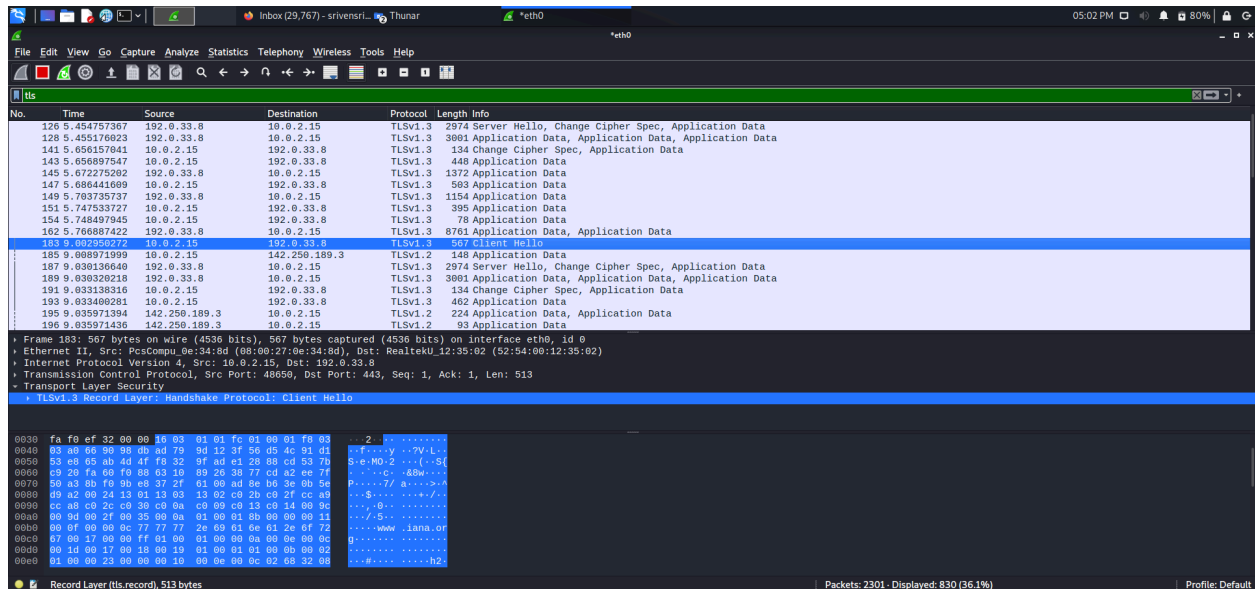 Inbox (29,767) - srivensri... Thunar *eth0 05:02 PM 80%
*eth0
File Edit View Go Capture Analyze Statistics Telephony Wireless Tools Help
tls
No. Time Source Destination Protocol Length Info
126 5.454757367 192.0.33.8 10.0.2.15 TLSv1.3 2974 Server Hello, Change Cipher Spec, Application Data
128 5.455176023 192.0.33.8 10.0.2.15 TLSv1.3 3001 Application Data, Application Data, Application Data
141 5.656157041 10.0.2.15 192.0.33.8 TLSv1.3 134 Change Cipher Spec, Application Data
143 5.656897547 10.0.2.15 192.0.33.8 TLSv1.3 448 Application Data
145 5.672275202 192.0.33.8 10.0.2.15 TLSv1.3 1372 Application Data
147 5.686441609 10.0.2.15 192.0.33.8 TLSv1.3 503 Application Data
149 5.703735737 192.0.33.8 10.0.2.15 TLSv1.3 1154 Application Data
151 5.747533727 10.0.2.15 192.0.33.8 TLSv1.3 395 Application Data
154 5.748497945 10.0.2.15 192.0.33.8 TLSv1.3 78 Application Data
162 5.766887422 192.0.33.8 10.0.2.15 TLSv1.3 8761 Application Data, Application Data
183 9.002950272 10.0.2.15 192.0.33.8 TLSv1.3 567 Client Hello
185 9.008971999 10.0.2.15 142.250.189.3 TLSv1.2 148 Application Data
187 9.030136640 192.0.33.8 10.0.2.15 TLSv1.3 2974 Server Hello, Change Cipher Spec, Application Data
189 9.030320218 192.0.33.8 10.0.2.15 TLSv1.3 3001 Application Data, Application Data, Application Data
191 9.033138316 10.0.2.15 192.0.33.8 TLSv1.3 134 Change Cipher Spec, Application Data
193 9.033400281 10.0.2.15 192.0.33.8 TLSv1.3 462 Application Data
195 9.035971394 142.250.189.3 10.0.2.15 TLSv1.2 224 Application Data, Application Data
196 9.035971436 142.250.189.3 10.0.2.15 TLSv1.2 93 Application Data
Frame 183: 567 bytes on wire (4536 bits), 567 bytes captured (4536 bits) on interface eth0, id 0
Ethernet II, Src: PcsCompu_0e:34:8d (08:00:27:0e:34:8d), Dst: RealtekU_12:35:02 (52:54:00:12:35:02)
Internet Protocol Version 4, Src: 10.0.2.15, Dst: 192.0.33.8
Transmission Control Protocol, Src Port: 48650, Dst Port: 443, Seq: 1, Ack: 1, Len: 513
Transport Layer Security
TLSv1.3 Record Layer: Handshake Protocol: Client Hello
0030 fa f0 ef 32 00 00 16 03 01 01 fc 01 00 01 f8 03 ···2·· ·· ········
0040 03 a0 66 90 98 db ad 79 9d 12 3f 56 d5 4c 91 d1 ··f····y ··?V·L··
0050 53 e8 65 ab 4d 4f f8 32 9f ad e1 28 88 cd 53 7b S·e·MO·2 ···(··S{
0060 c9 20 fa 60 f0 88 63 10 89 26 38 77 cd a2 ee 7f · ·`··c· ·&8w····
0070 50 a3 8b f0 9b e8 37 2f 61 00 ad 8e b6 3e 0b 5e P·····7/ a····>·^
0080 d9 a2 00 24 13 01 13 03 13 02 c0 2b c0 2f cc a9 ···$···· ···+·/··
0090 cc a8 c0 2c c0 30 c0 0a c0 09 c0 13 c0 14 00 9c ···,·0·· ········
00a0 00 9d 00 2f 00 35 00 0a 01 00 01 8b 00 00 00 11 ···/·5·· ········
00b0 00 0f 00 00 0c 77 77 77 2e 69 61 6e 61 2e 6f 72 ·····www .iana.or
00c0 67 00 17 00 00 ff 01 00 01 00 00 0a 00 0e 00 0c g······· ········
00d0 00 1d 00 17 00 18 00 19 01 00 01 01 00 0b 00 02 ········ ········
00e0 01 00 00 23 00 00 00 10 00 0e 00 0c 02 68 32 08 ···#···· ·····h2·
Record Layer (tls.record), 513 bytes Packets: 2301 · Displayed: 830 (36.1%) Profile: Default